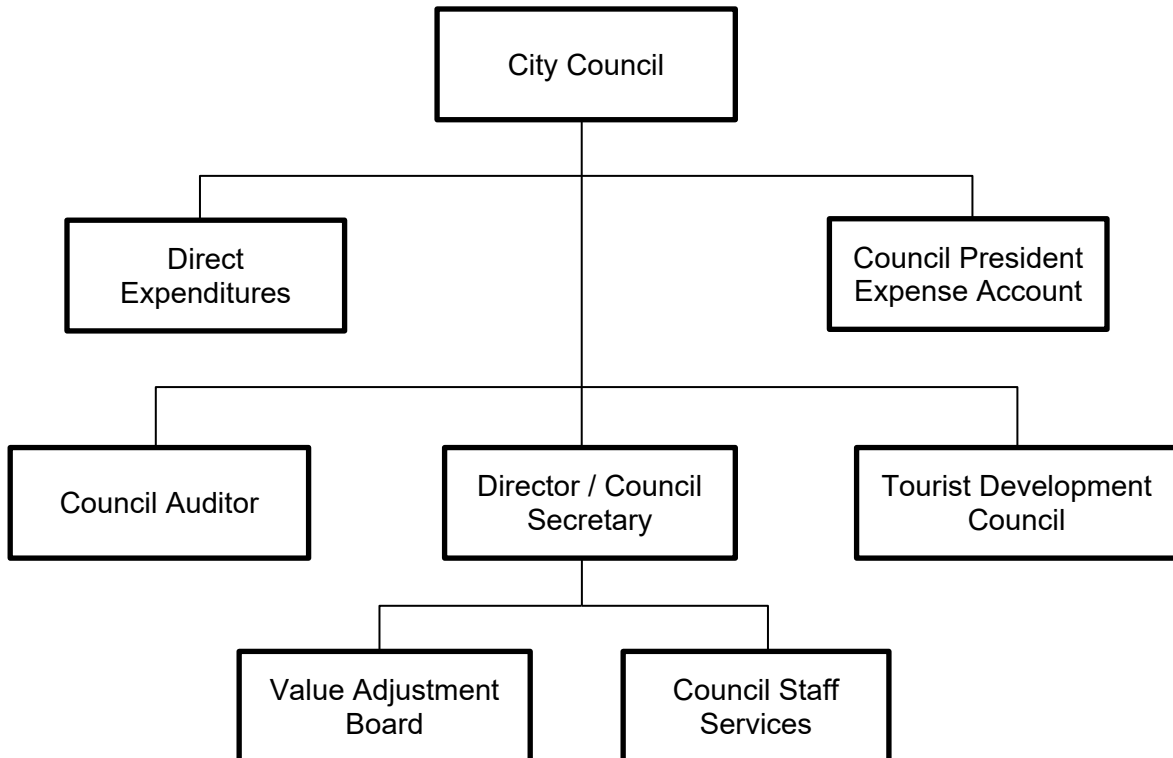 City Council
Direct
Expenditures
Council President
Expense Account
Council Auditor
Director / Council
Secretary
Tourist Development
Council
Value Adjustment
Board
Council Staff
Services